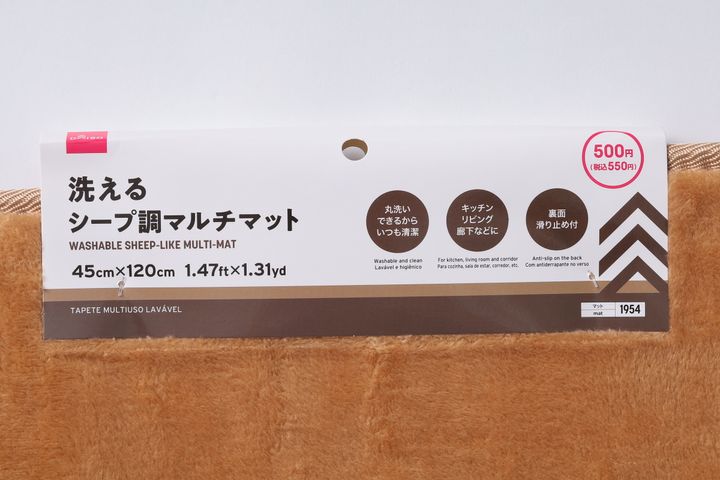 DAISO
500円
(税込550円)
洗える
シープ調マルチマット
WASHABLE SHEEP-LIKE MULTI-MAT
45cm×120cm 1.47ft×1.31yd
丸洗い
できるから
いつも清潔
Washable and clean
Lavável e higiênico
キッチン
リビング
廊下などに
For kitchen, living room and corridor
Para cozinha, sala de estar, corredor, etc.
裏面
滑り止め付
Anti-slip on the back
Com antiderrapante no verso
TAPETE MULTIUSO LAVÁVEL
マット
mat
1954